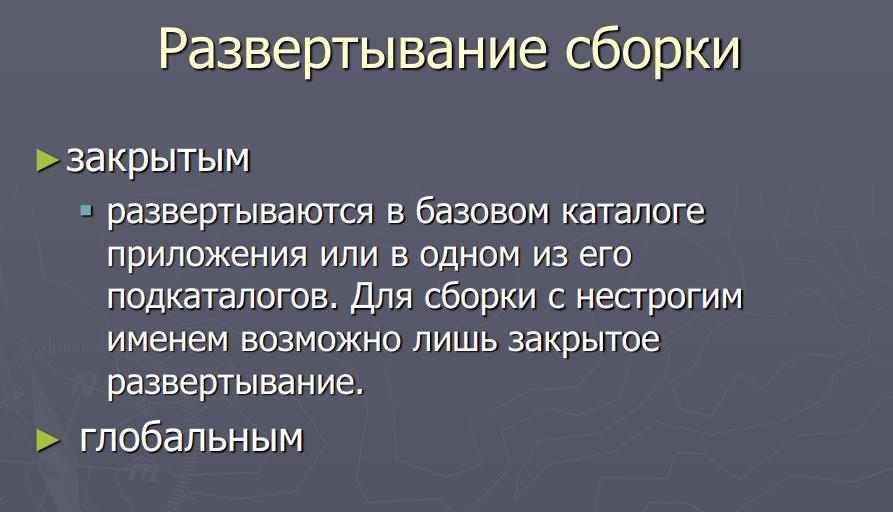 Развертывание сборки
►закрытым
▪ развертываются в базовом каталоге
приложения или в одном из его
подкаталогов. Для сборки с нестрогим
именем возможно лишь закрытое
развертывание.
► глобальным
N
E